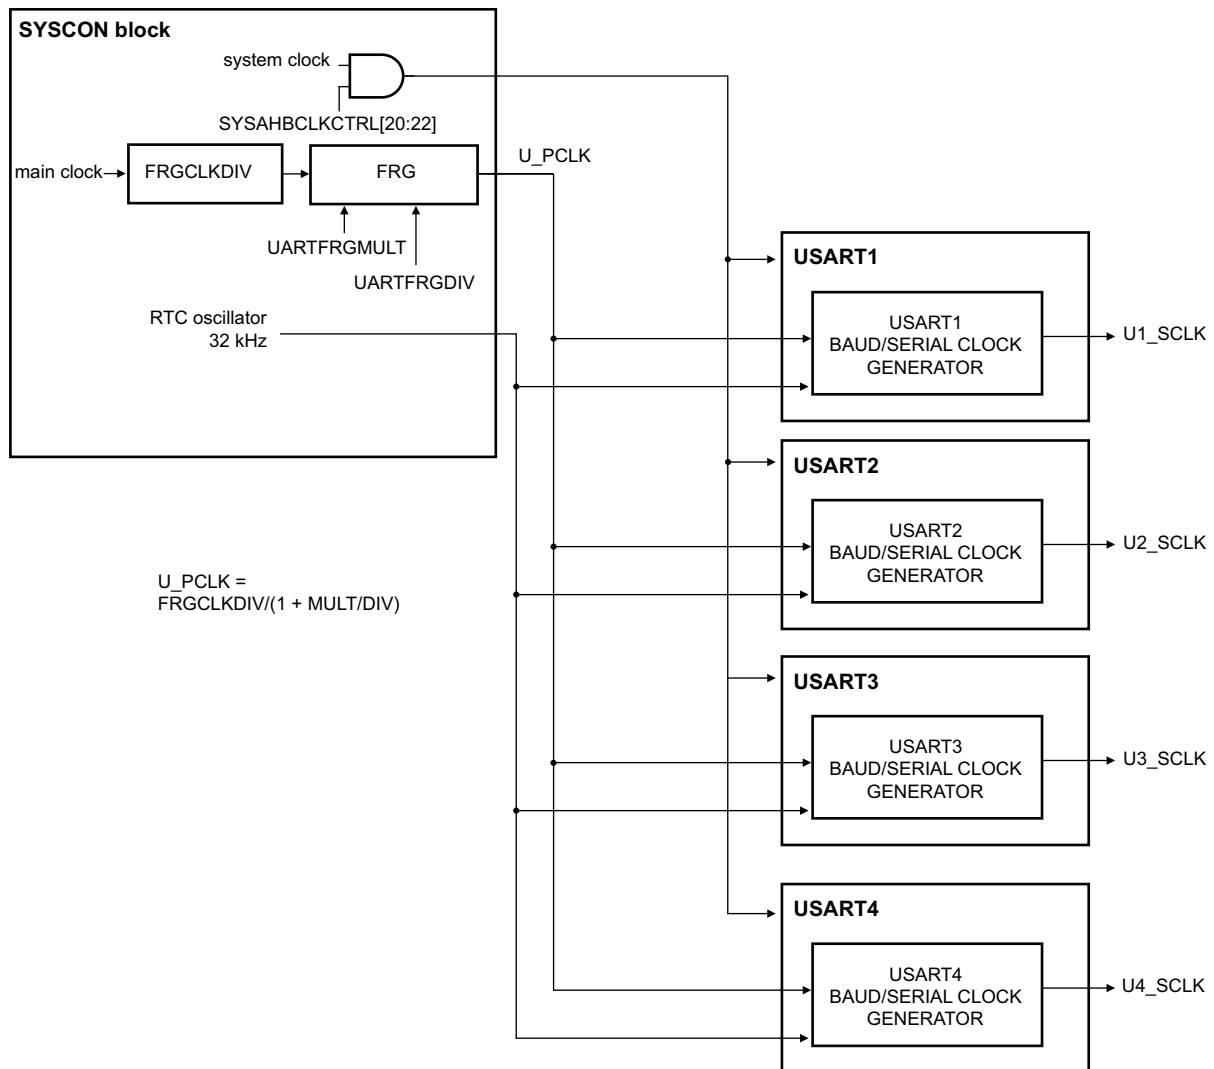 SYSCON block
system clock
SYSAHBCLKCTRL[20:22]
main clock
FRGCLKDIV
FRG
U_PCLK
UARTFRGMULT
UARTFRGDIV
RTC oscillator
32 kHz
U_PCLK =
FRGCLKDIV/(1 + MULT/DIV)
USART1
USART1
BAUD/SERIAL CLOCK
GENERATOR
U1_SCLK
USART2
USART2
BAUD/SERIAL CLOCK
GENERATOR
U2_SCLK
USART3
USART3
BAUD/SERIAL CLOCK
GENERATOR
U3_SCLK
USART4
USART4
BAUD/SERIAL CLOCK
GENERATOR
U4_SCLK